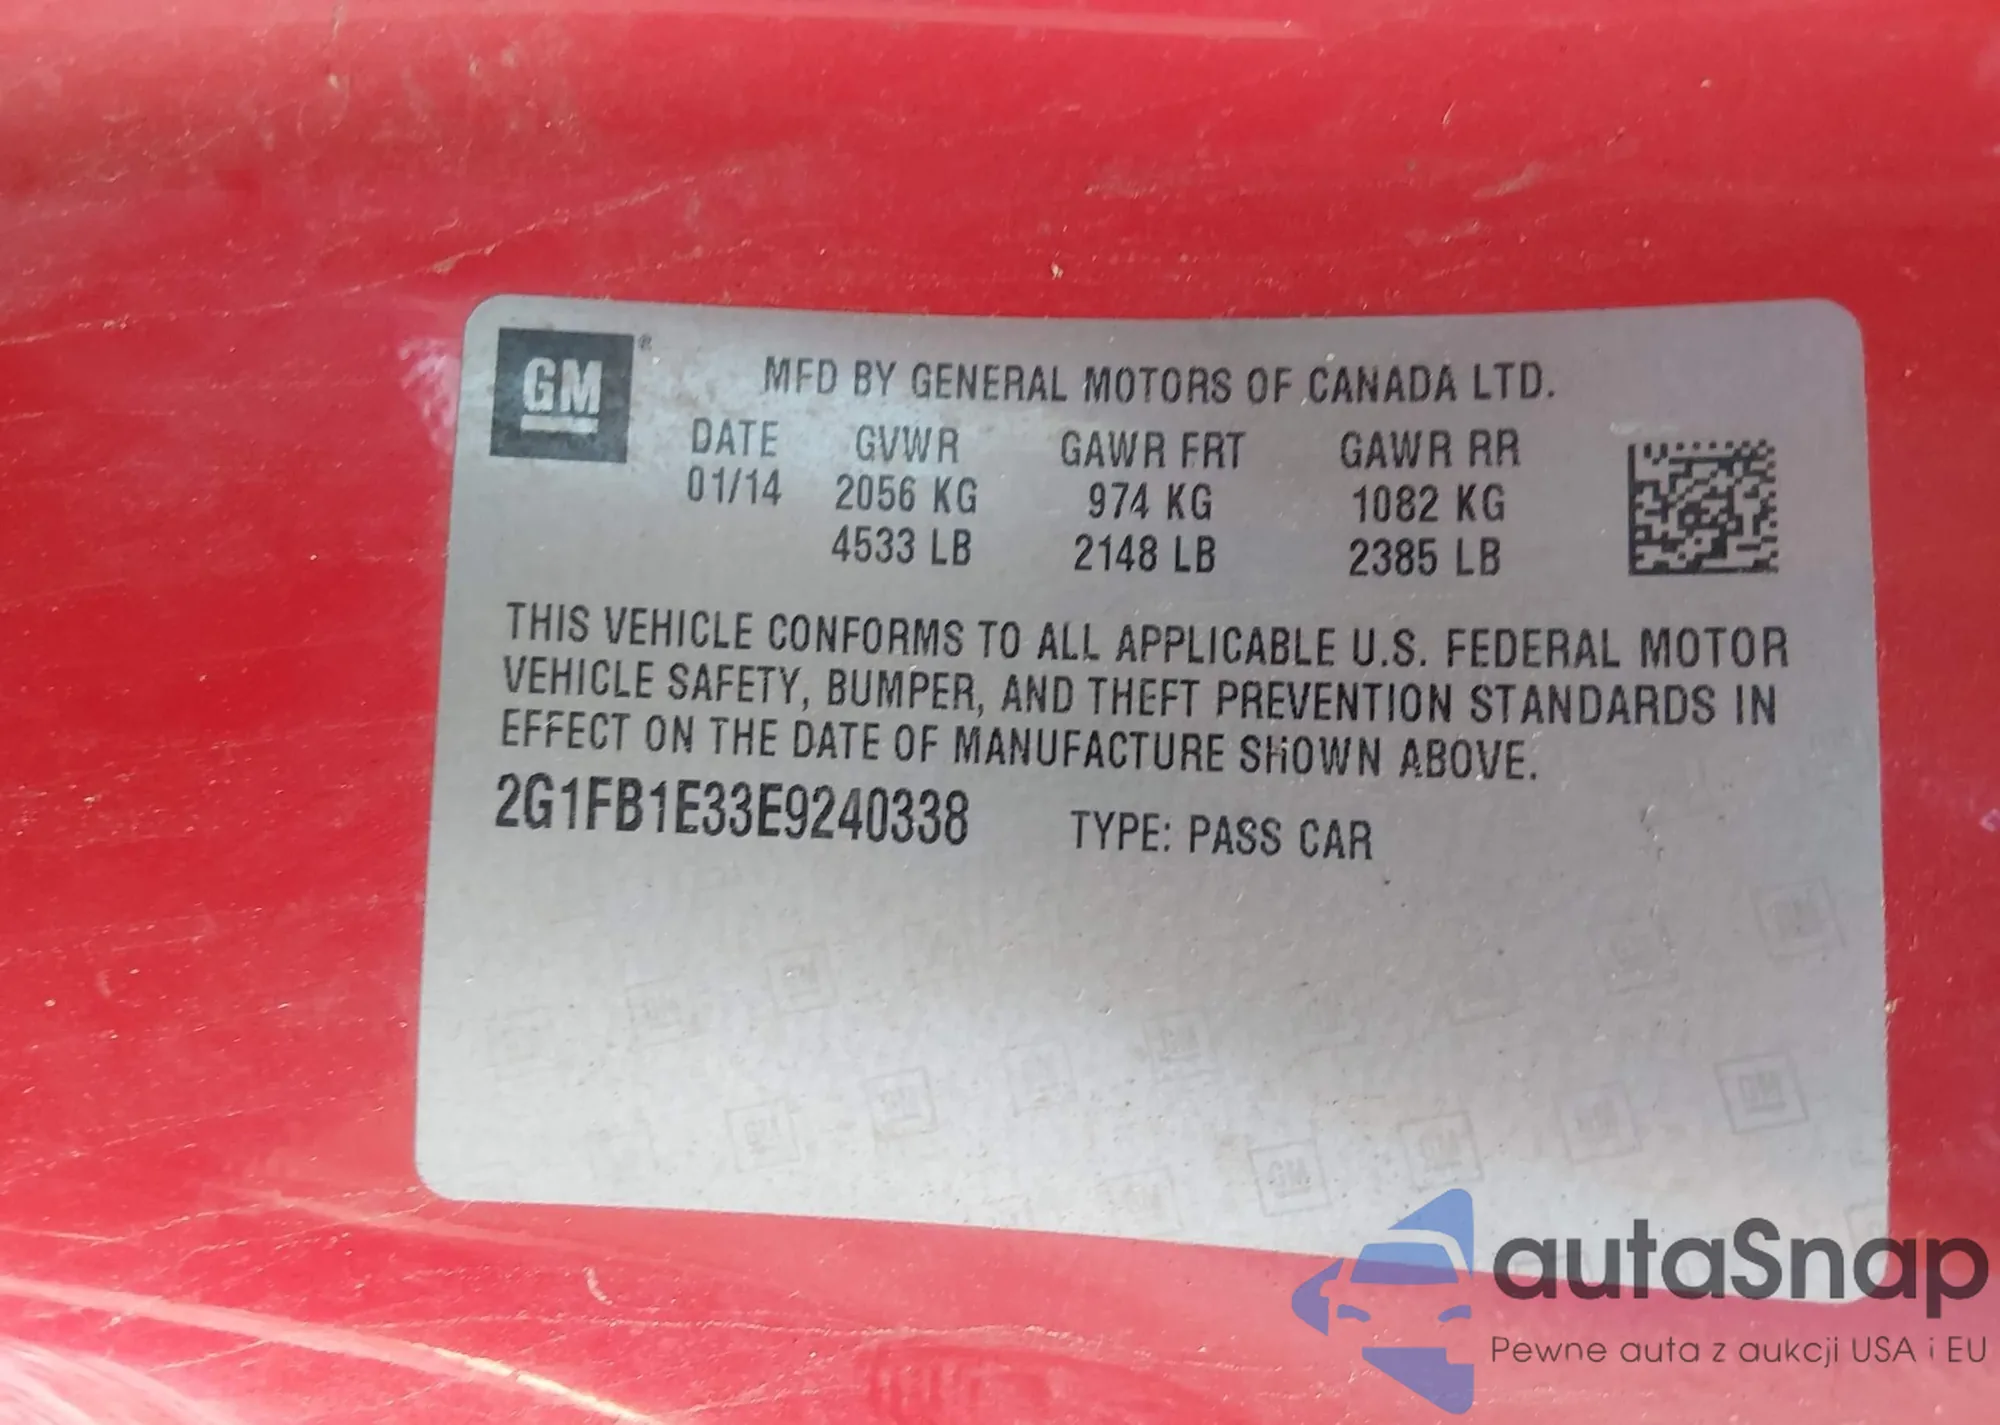 GM®
MFD BY GENERAL MOTORS OF CANADA LTD.
DATE GVWR GAWR FRT GAWR RR
01/14 2056 KG 974 KG 1082 KG
4533 LB 2148 LB 2385 LB
THIS VEHICLE CONFORMS TO ALL APPLICABLE U.S. FEDERAL MOTOR
VEHICLE SAFETY, BUMPER, AND THEFT PREVENTION STANDARDS IN
EFFECT ON THE DATE OF MANUFACTURE SHOWN ABOVE.
2G1FB1E33E9240338 TYPE: PASS CAR
autaSnap
Pewne auta z aukcji USA i EU